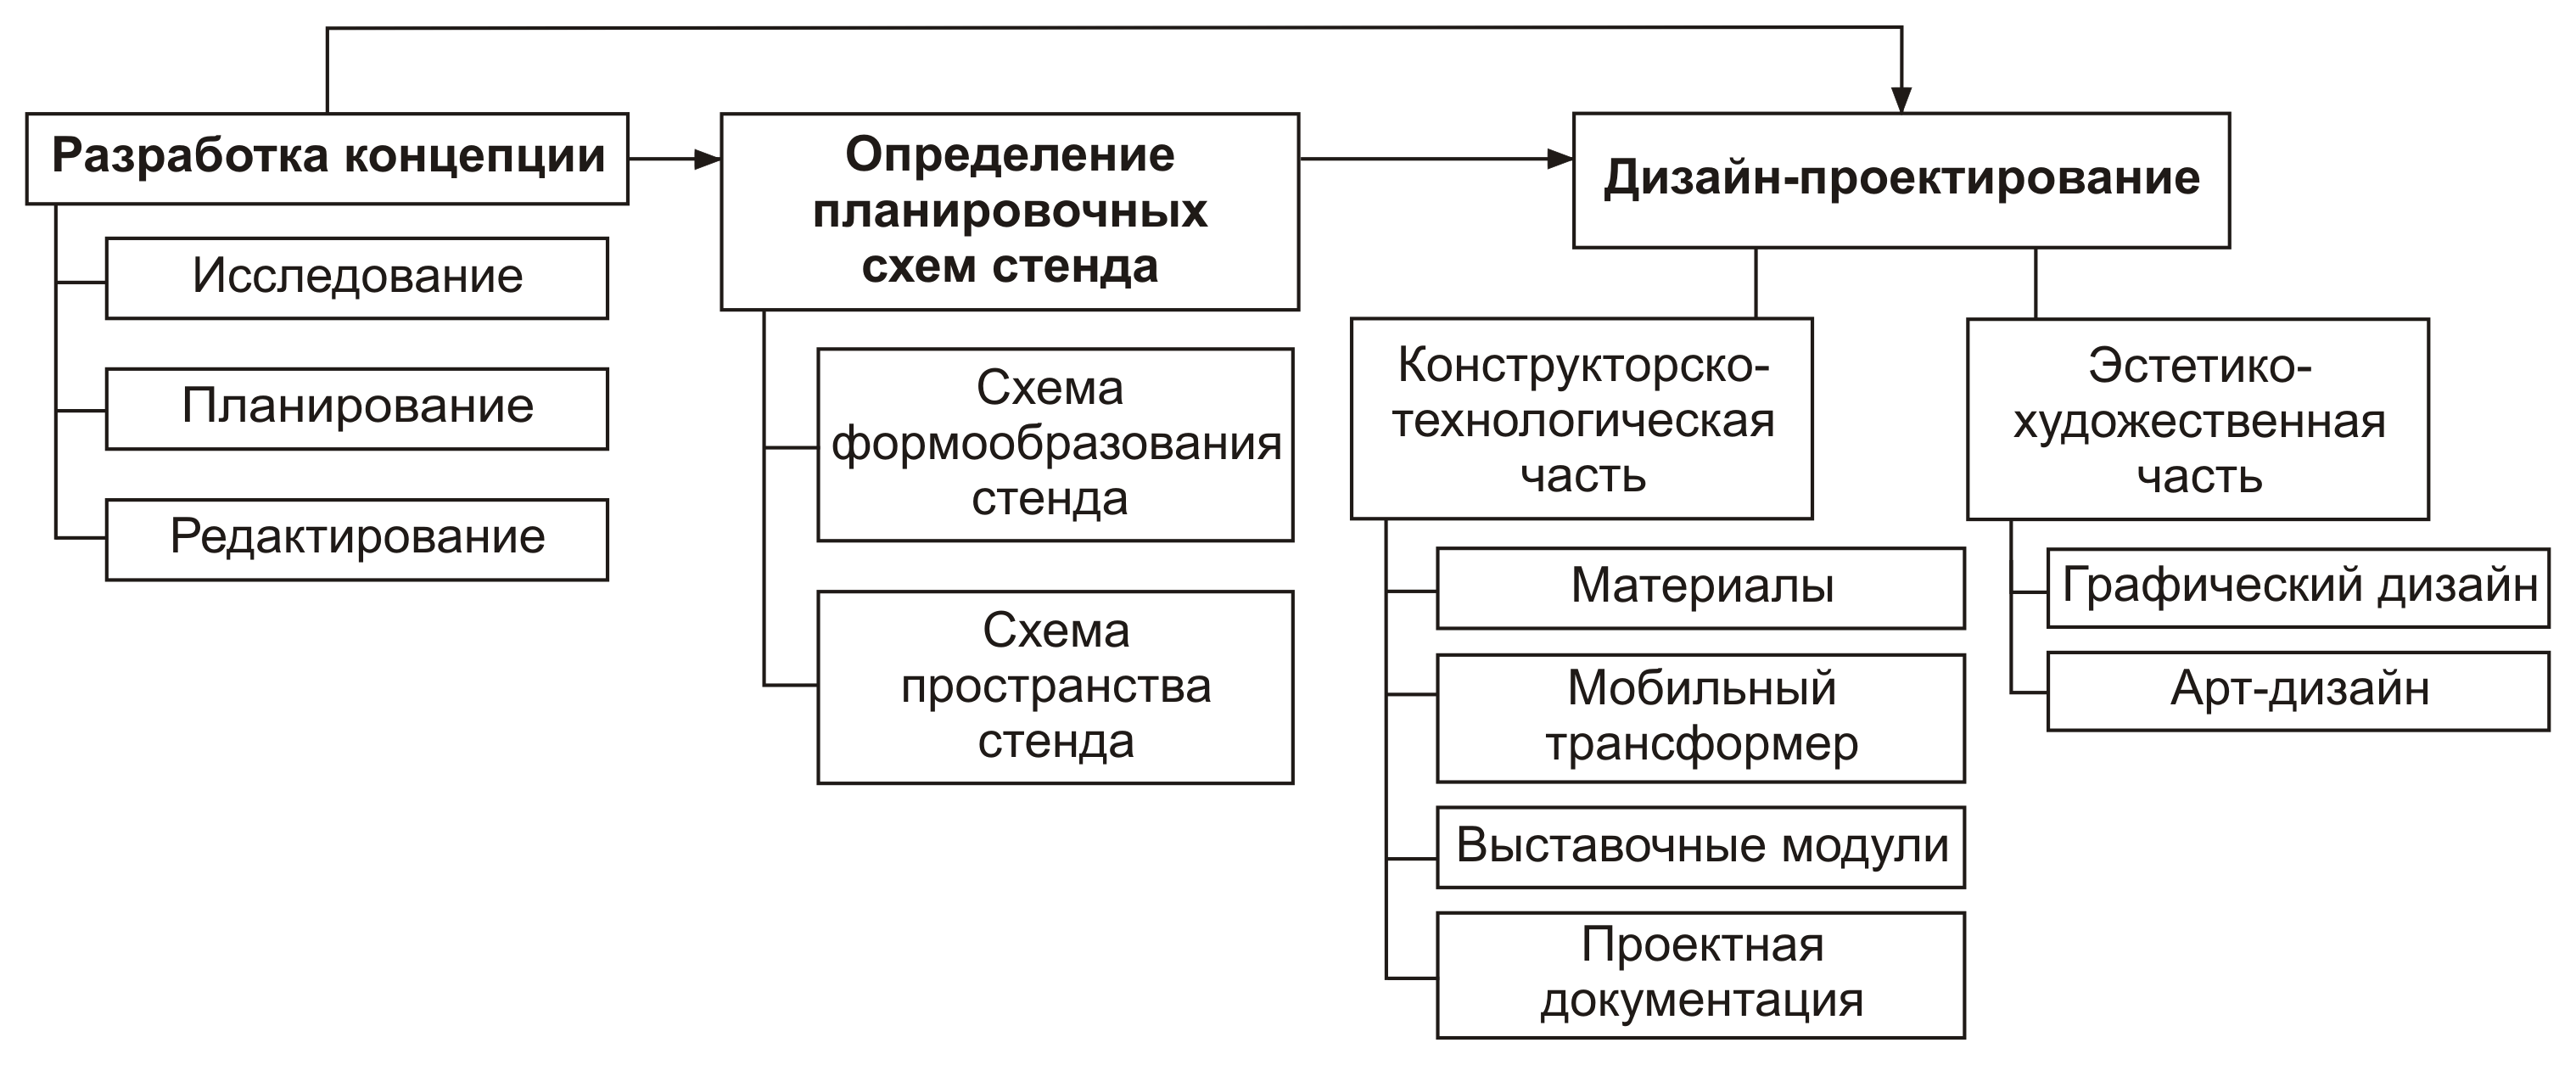 Разработка концепции
Исследование
Планирование
Редактирование
Определение
планировочных
схем стенда
Схема
формообразования
стенда
Схема
пространства
стенда
Дизайн-проектирование
Конструкторско-
технологическая
часть
Материалы
Мобильный
трансформер
Выставочные модули
Проектная
документация
Эстетико-
художественная
часть
Графический дизайн
Арт-дизайн